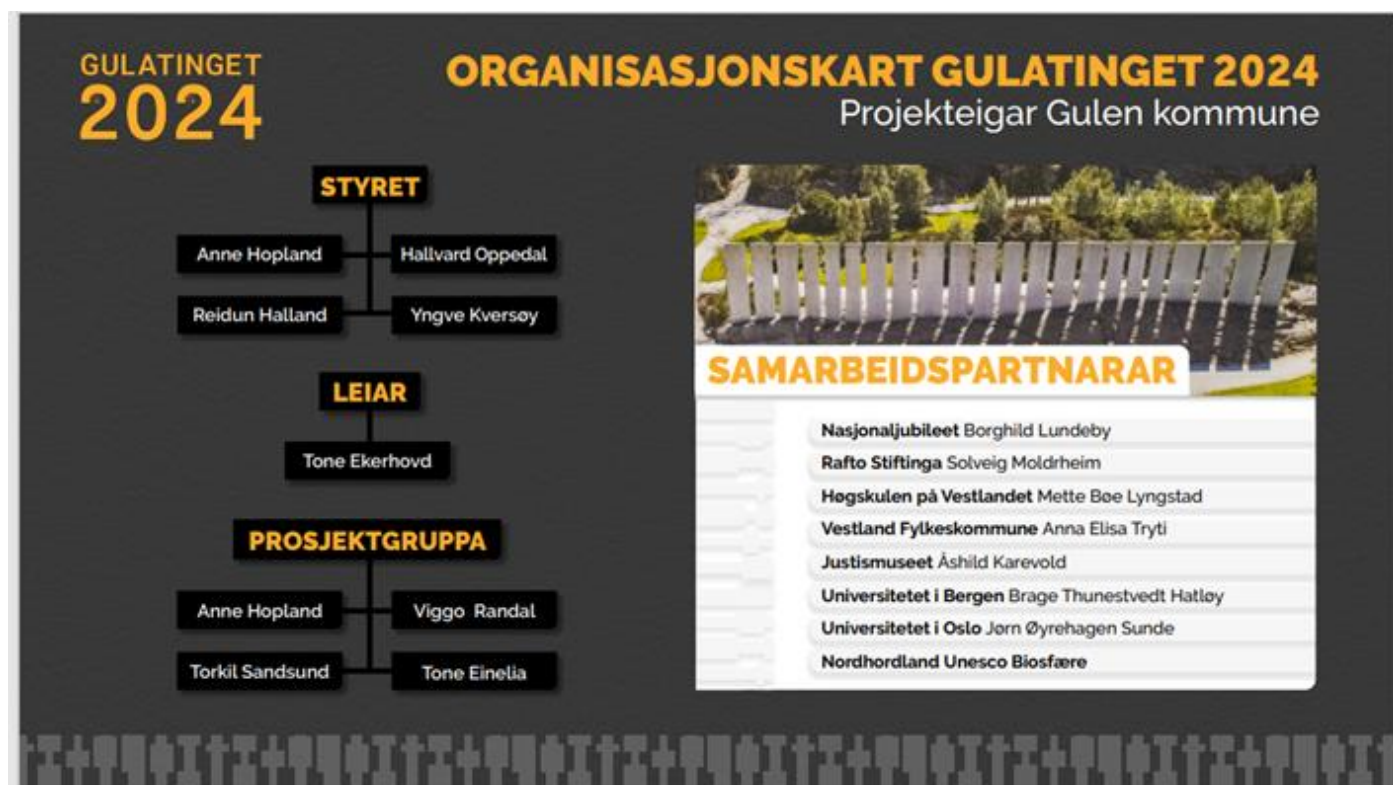 GULATINGET
2024
ORGANISASJONSKART GULATINGET 2024
Projekteigar Gulen kommune
STYRET
Anne Hopland
Hallvard Oppedal
Reidun Halland
Yngve Kversøy
LEIAR
Tone Ekerhovd
PROSJEKTGRUPPA
Anne Hopland
Viggo Randal
Torkil Sandsund
Tone Einelia
SAMARBEIDSPARTNARAR
Nasjonaljubileet Borghild Lundeby
Rafto Stiftinga Solveig Moldrheim
Høgskulen på Vestlandet Mette Bøe Lyngstad
Vestland Fylkeskommune Anna Elisa Tryti
Justismuseet Åshild Karevold
Universitetet i Bergen Brage Thunestvedt Hatløy
Universitetet i Oslo Jørn Øyrehagen Sunde
Nordhordland Unesco Biosfære